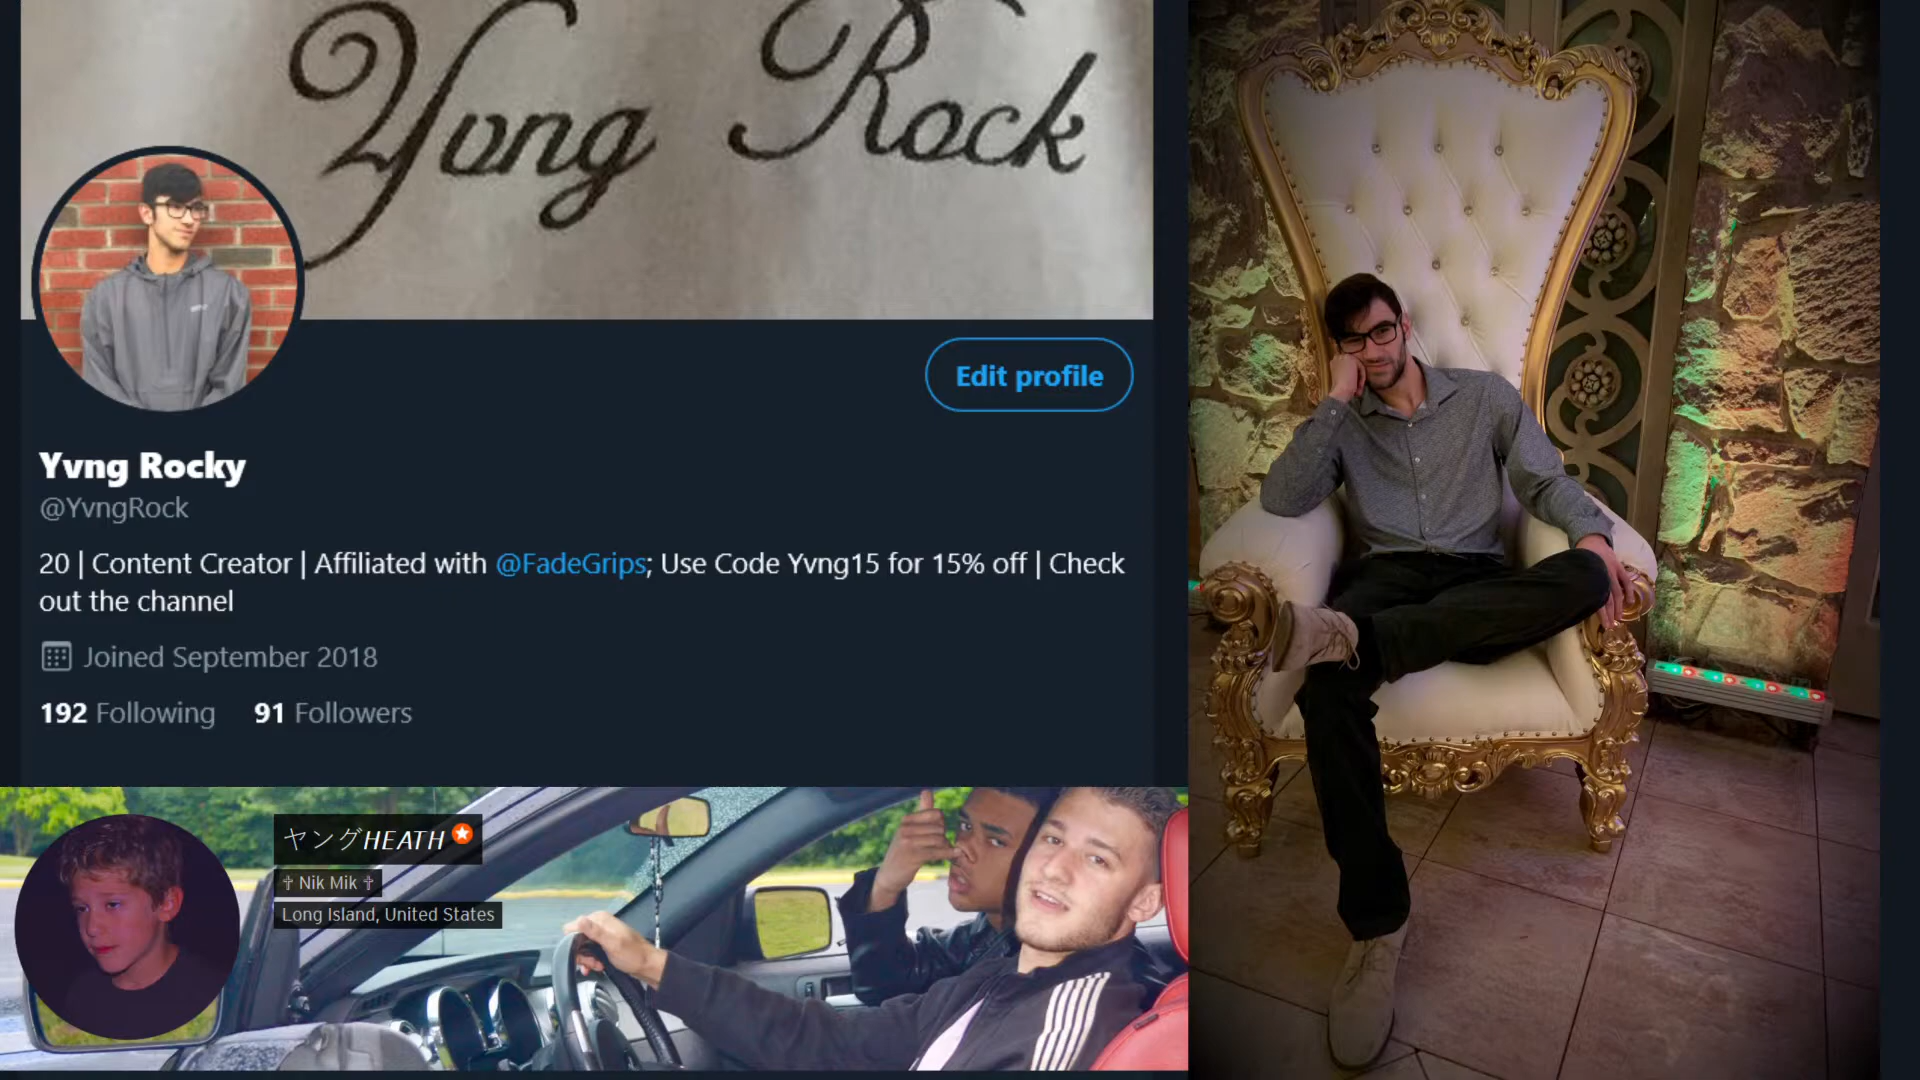 Yvng Rock
Edit profile
Yvng Rocky
@YvngRock
20 | Content Creator | Affiliated with @FadeGrips; Use Code Yvng15 for 15% off | Check
out the channel
Joined September 2018
192 Following 91 Followers
ヤングHEATH
♱ Nik Mik ♱
Long Island, United States